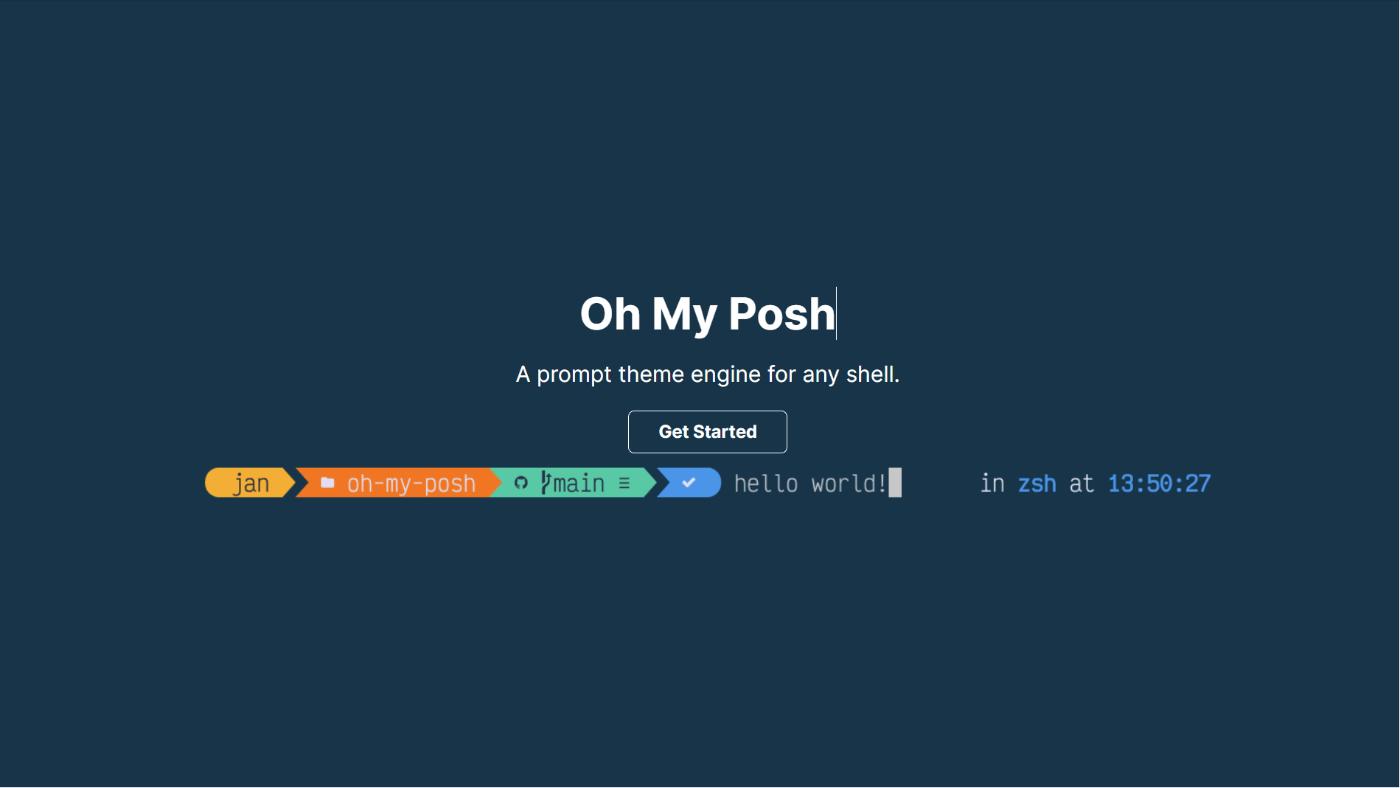 Oh My Posh
A prompt theme engine for any shell.
Get Started
jan oh-my-posh main ≡ hello world! in zsh at 13:50:27